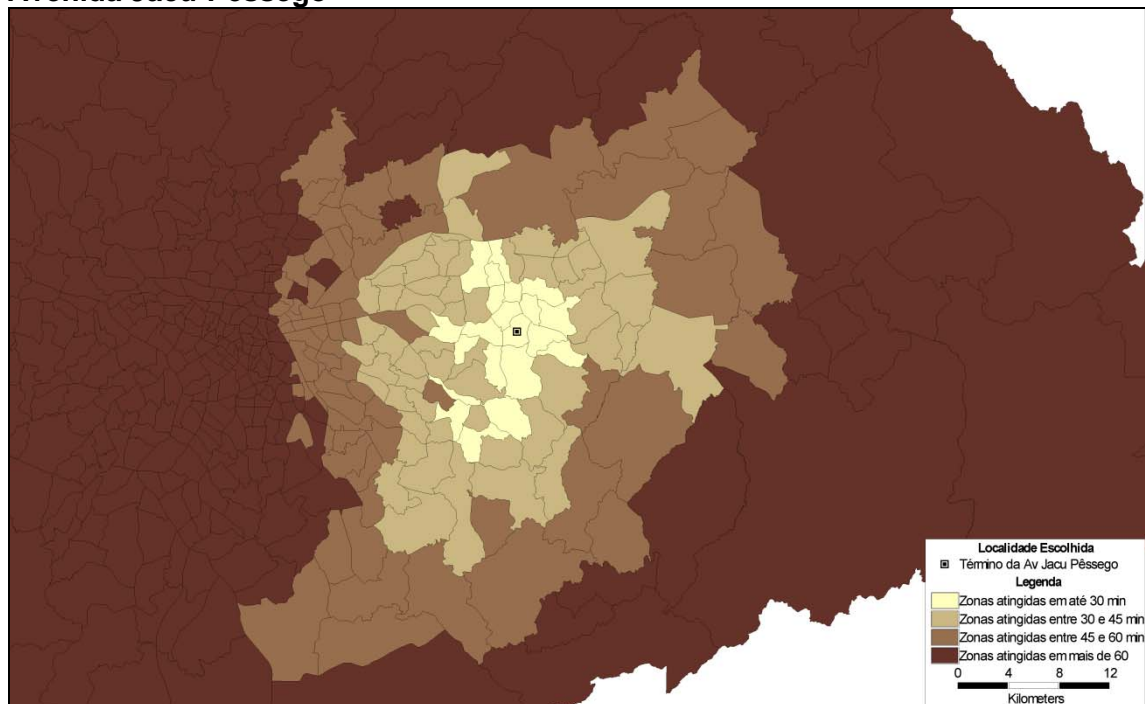 Avenida Jacu-Pêssego
Localidade Escolhida
Término da Av Jacu Pêssego
Legenda
Zonas atingidas em até 30 min
Zonas atingidas entre 30 e 45 min
Zonas atingidas entre 45 e 60 min
Zonas atingidas em mais de 60
0 4 8 12
Kilometers